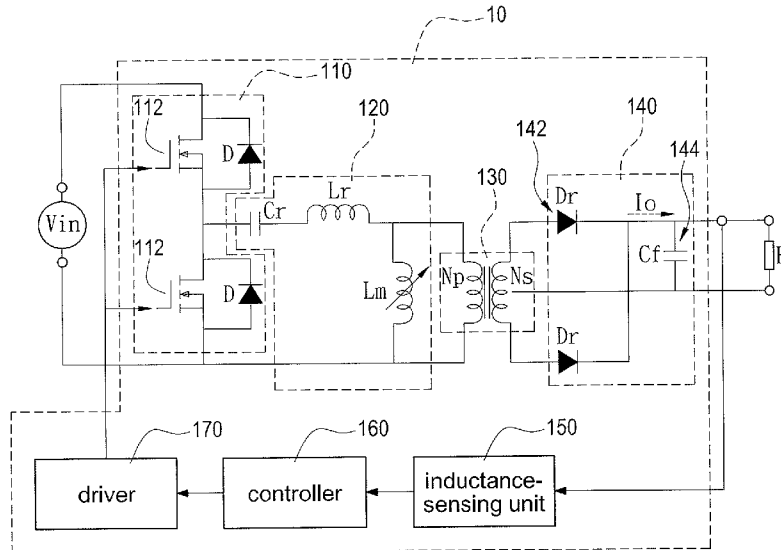 10
110
112
120
140
142
144
D
Lr
130
Dr
Io
Cr
Vin
112
Np
Ns
Cf
D
Lm
Dr
170
160
150
driver
controller
inductance-
sensing unit